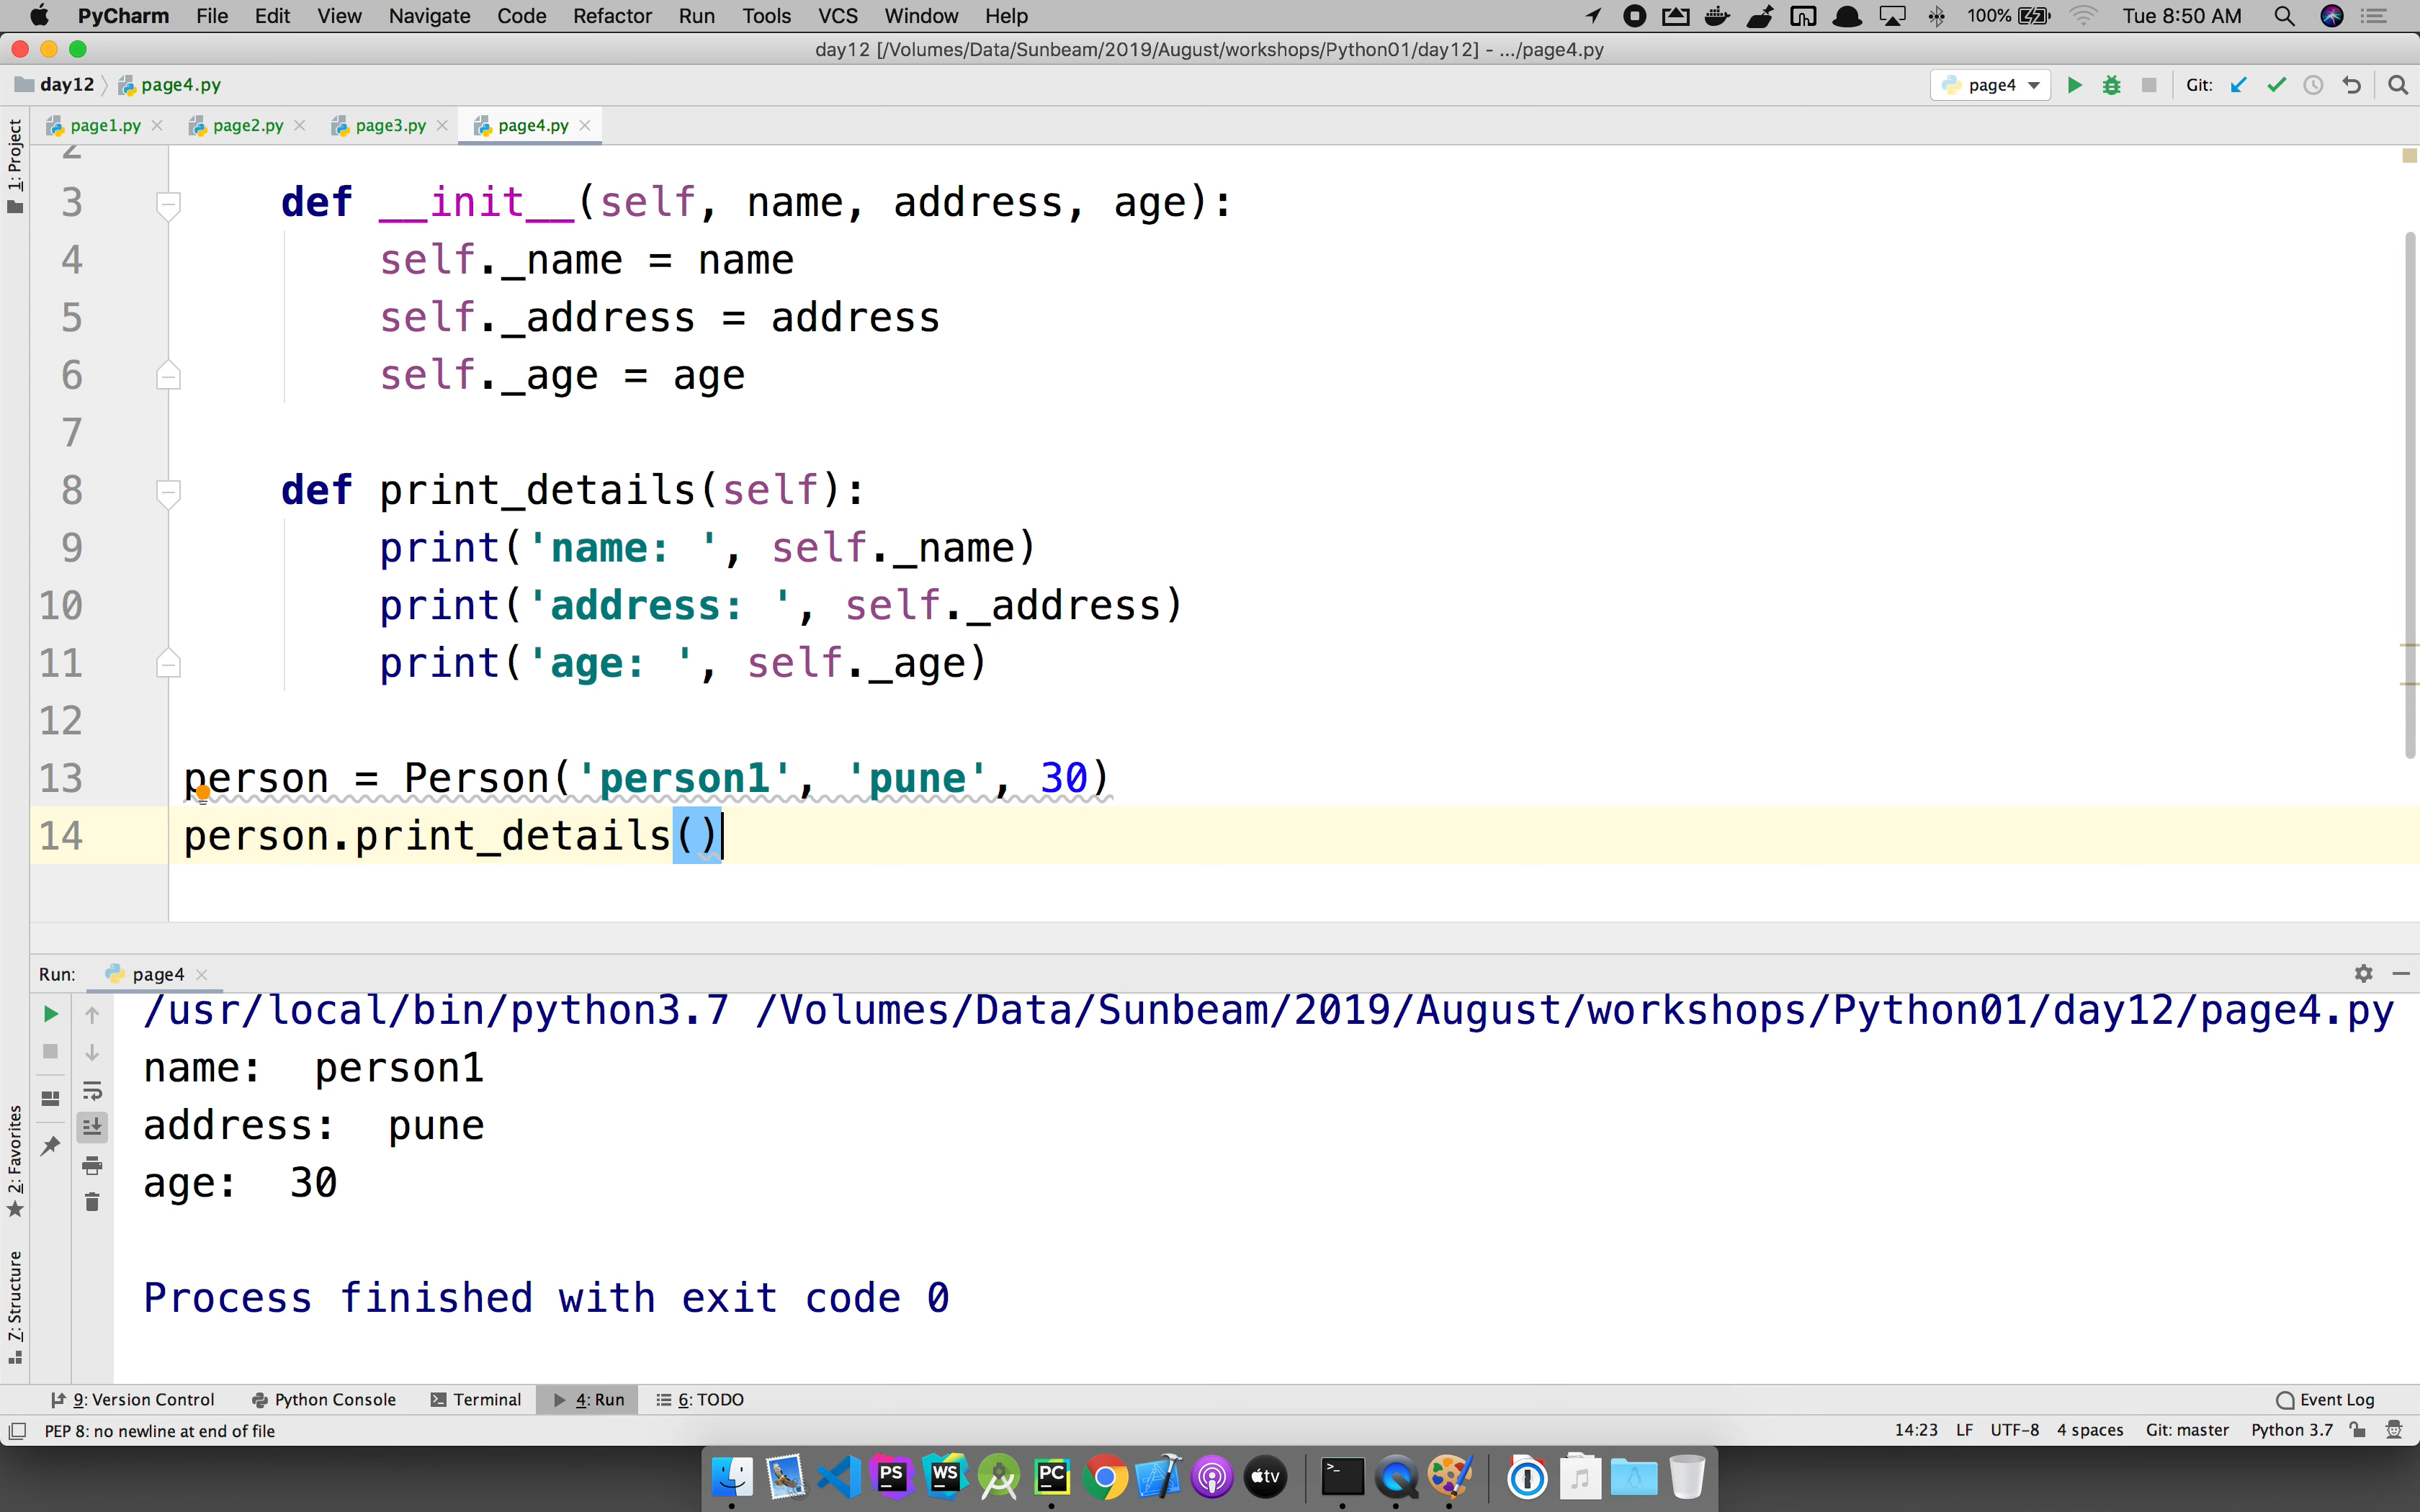 PyCharm File Edit View Navigate Code Refactor Run Tools VCS Window Help 100% Tue 8:50 AM
day12 [/Volumes/Data/Sunbeam/2019/August/workshops/Python01/day12] - .../page4.py
day12 page4.py page4 Git:
1: Project
page1.py page2.py page3.py page4.py
2
3 def __init__(self, name, address, age):
4 self._name = name
5 self._address = address
6 self._age = age
7
8 def print_details(self):
9 print('name: ', self._name)
10 print('address: ', self._address)
11 print('age: ', self._age)
12
13 person = Person('person1', 'pune', 30)
14 person.print_details()
Run: page4
/usr/local/bin/python3.7 /Volumes/Data/Sunbeam/2019/August/workshops/Python01/day12/page4.py
name:  person1
address:  pune
age:  30
Process finished with exit code 0
2: Favorites
7: Structure
9: Version Control Python Console Terminal 4: Run 6: TODO Event Log
PEP 8: no newline at end of file 14:23 LF UTF-8 4 spaces Git: master Python 3.7
PS WS PC >_ tv